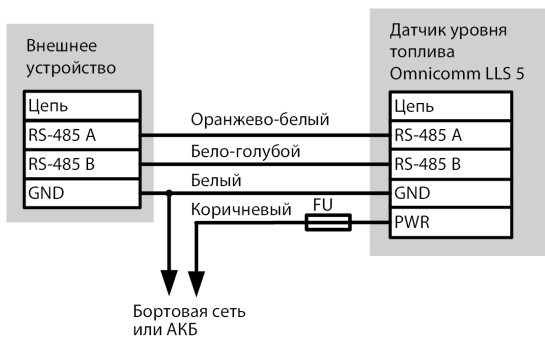 Внешнее
устройство
Цепь
RS-485 A
RS-485 B
GND
Оранжево-белый
Бело-голубой
Белый
Коричневый
FU
Датчик уровня
топлива
Omnicomm LLS 5
Цепь
RS-485 A
RS-485 B
GND
PWR
Бортовая сеть
или АКБ